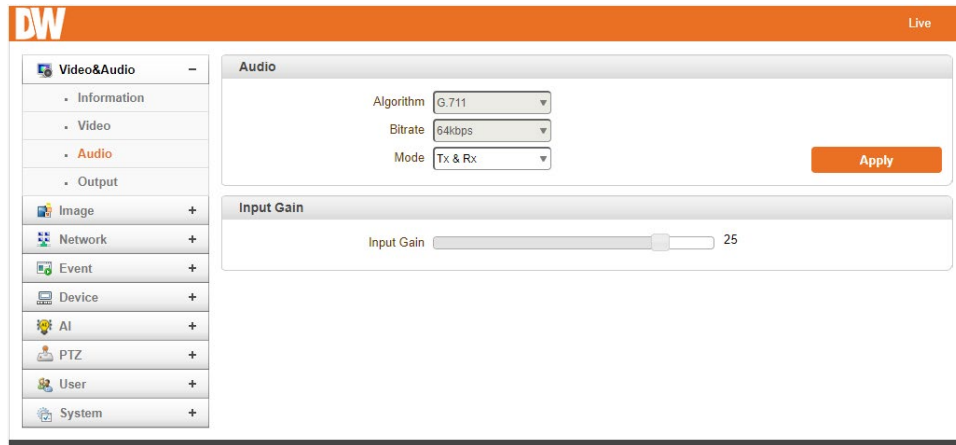 DW
Live
Video&Audio −
Information
Video
Audio
Output
Image +
Network +
Event +
Device +
AI +
PTZ +
User +
System +
Audio
Algorithm G.711
Bitrate 64kbps
Mode Tx & Rx
Apply
Input Gain
Input Gain 25